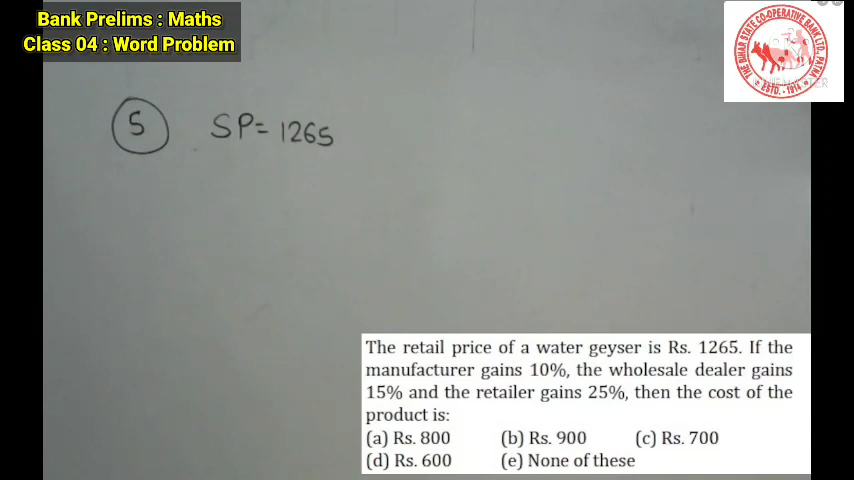 Bank Prelims : Maths
Class 04 : Word Problem
THE BIHAR STATE CO-OPERATIVE BANK LTD., PATNA
ESTD. - 1914
5 SP= 1265
The retail price of a water geyser is Rs. 1265. If the
manufacturer gains 10%, the wholesale dealer gains
15% and the retailer gains 25%, then the cost of the
product is:
(a) Rs. 800 (b) Rs. 900 (c) Rs. 700
(d) Rs. 600 (e) None of these